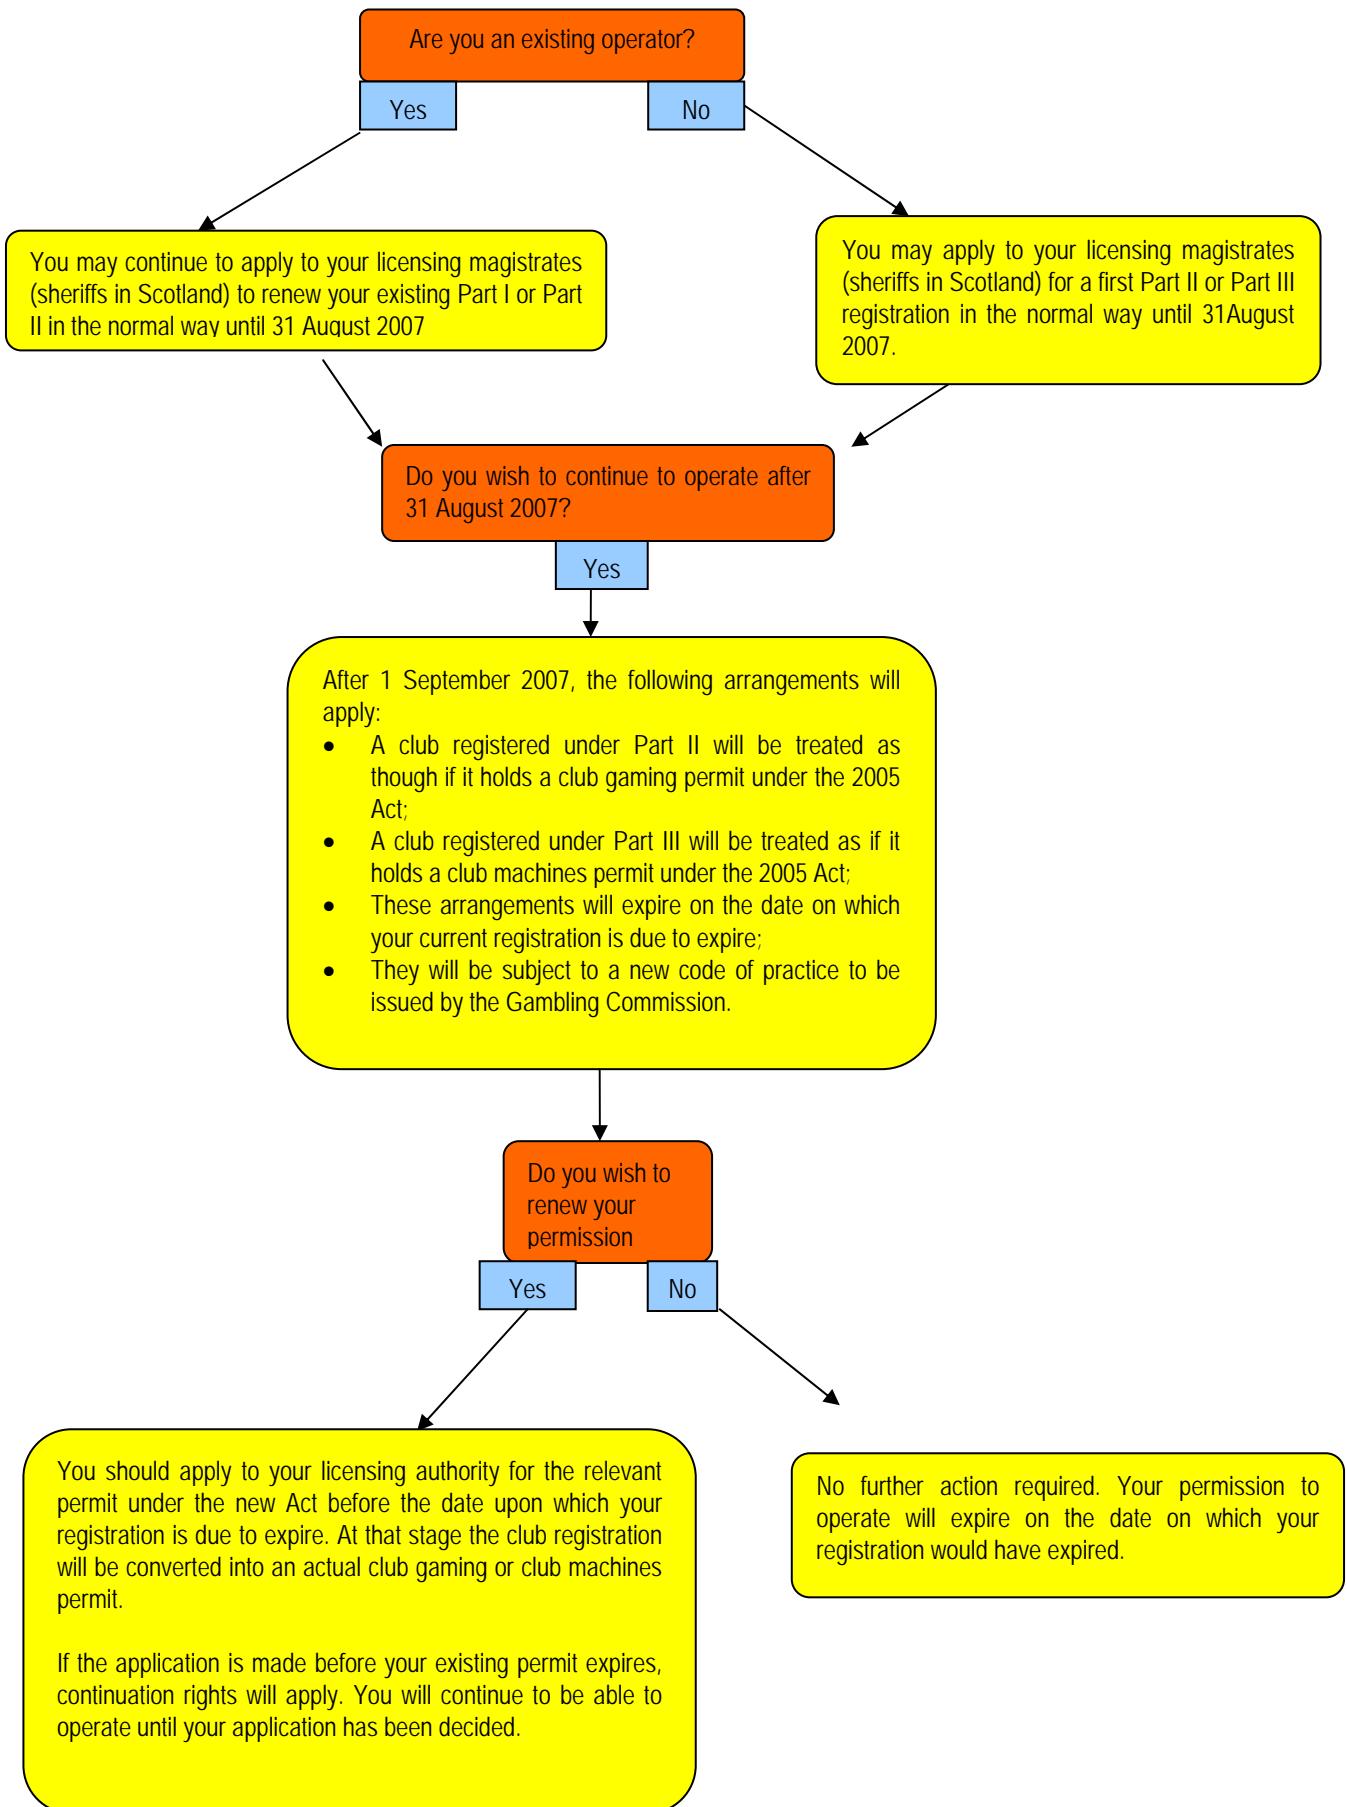 Are you an existing operator?
Yes
No
You may continue to apply to your licensing magistrates
(sheriffs in Scotland) to renew your existing Part I or Part
II in the normal way until 31 August 2007
You may apply to your licensing magistrates
(sheriffs in Scotland) for a first Part II or Part III
registration in the normal way until 31August
2007.
Do you wish to continue to operate after
31 August 2007?
Yes
After 1 September 2007, the following arrangements will
apply:
• A club registered under Part II will be treated as
though if it holds a club gaming permit under the 2005
Act;
• A club registered under Part III will be treated as if it
holds a club machines permit under the 2005 Act;
• These arrangements will expire on the date on which
your current registration is due to expire;
• They will be subject to a new code of practice to be
issued by the Gambling Commission.
Do you wish to
renew your
permission
Yes
No
You should apply to your licensing authority for the relevant
permit under the new Act before the date upon which your
registration is due to expire. At that stage the club registration
will be converted into an actual club gaming or club machines
permit.
If the application is made before your existing permit expires,
continuation rights will apply. You will continue to be able to
operate until your application has been decided.
No further action required. Your permission to
operate will expire on the date on which your
registration would have expired.